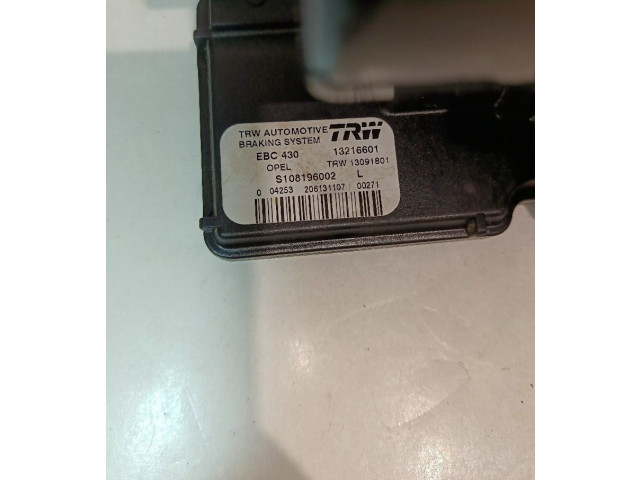 TRW AUTOMOTIVE
BRAKING SYSTEM TRW
EBC 430 13216601
OPEL TRW 13091801
S108196002 L
0 04253 206131107 00271